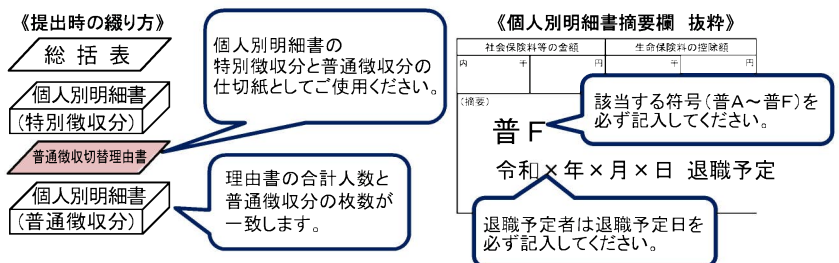 《提出時の綴り方》
総括表
個人別明細書
(特別徴収分)
普通徴収切替理由書
個人別明細書
(普通徴収分)
個人別明細書の
特別徴収分と普通徴収分の
仕切紙としてご使用ください。
理由書の合計人数と
普通徴収分の枚数が
一致します。
《個人別明細書摘要欄 抜粋》
社会保険料等の金額 生命保険料の控除額
内 千 円 千 円
(摘要)
普F
令和×年×月×日 退職予定
該当する符号(普A~普F)を
必ず記入してください。
退職予定者は退職予定日を
必ず記入してください。